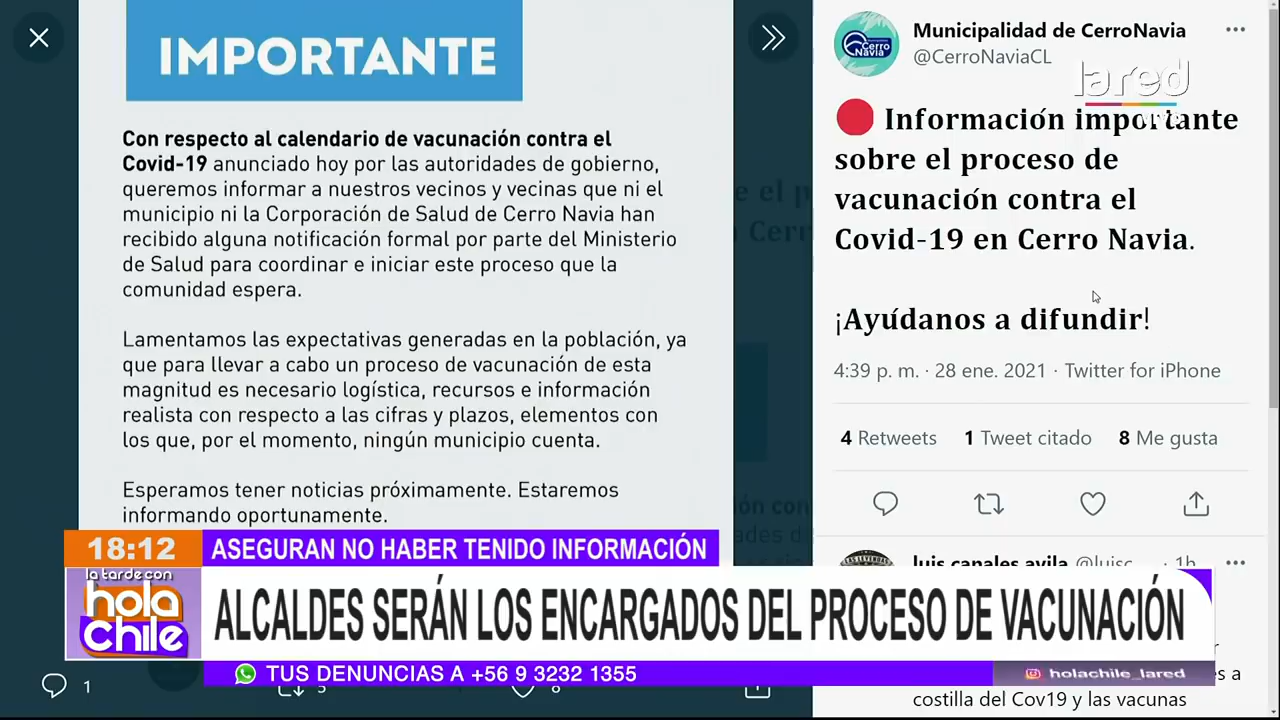 IMPORTANTE
Con respecto al calendario de vacunación contra el
Covid-19 anunciado hoy por las autoridades de gobierno,
queremos informar a nuestros vecinos y vecinas que ni el
municipio ni la Corporación de Salud de Cerro Navia han
recibido alguna notificación formal por parte del Ministerio
de Salud para coordinar e iniciar este proceso que la
comunidad espera.
Lamentamos las expectativas generadas en la población, ya
que para llevar a cabo un proceso de vacunación de esta
magnitud es necesario logística, recursos e información
realista con respecto a las cifras y plazos, elementos con
los que, por el momento, ningún municipio cuenta.
Esperamos tener noticias próximamente. Estaremos
informando oportunamente.
Cerro
Navia
Municipalidad de CerroNavia
@CerroNaviaCL
lared
Información importante
sobre el proceso de
vacunación contra el
Covid-19 en Cerro Navia.
¡Ayúdanos a difundir!
4:39 p. m. · 28 ene. 2021 · Twitter for iPhone
4 Retweets 1 Tweet citado 8 Me gusta
luis canales avila @luisc... · 1h
costilla del Cov19 y las vacunas
18:12 ASEGURAN NO HABER TENIDO INFORMACIÓN
la tarde con
hola
chile
ALCALDES SERÁN LOS ENCARGADOS DEL PROCESO DE VACUNACIÓN
TUS DENUNCIAS A +56 9 3232 1355
holachile_lared
1